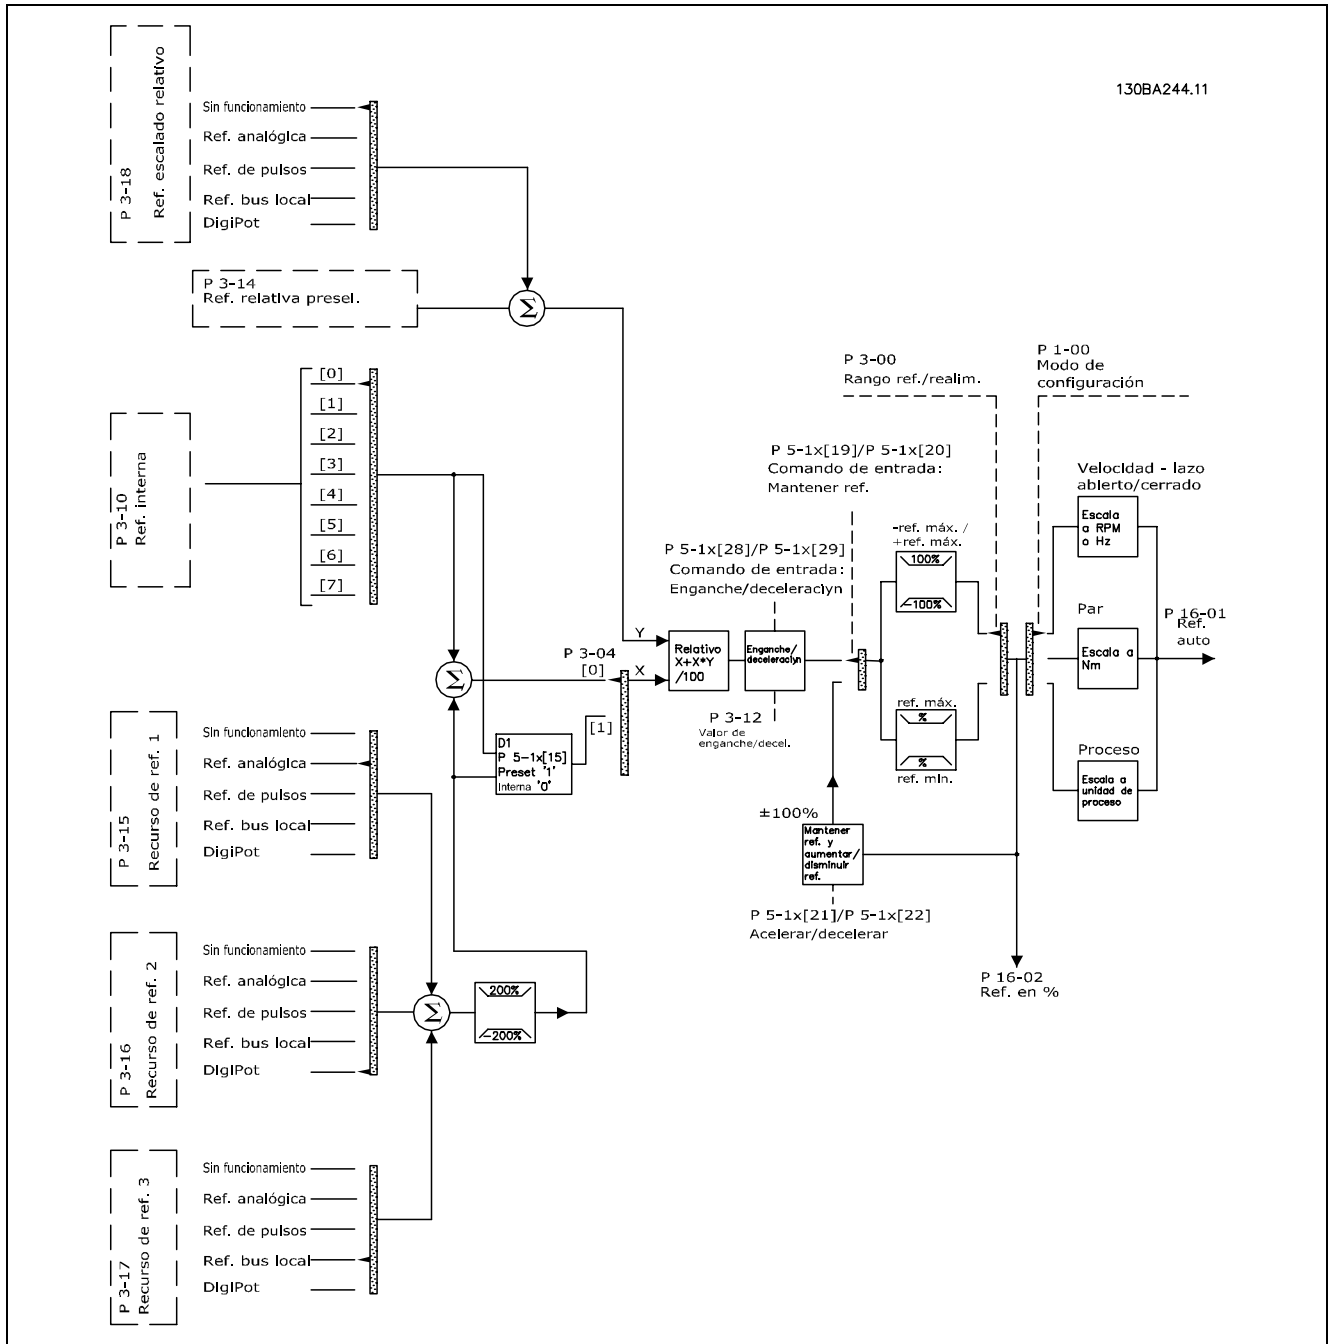 130BA244.11
P 3-18
Ref. escalado relativo
Sin funcionamiento
Ref. analógica
Ref. de pulsos
Ref. bus local
DigiPot
P 3-14
Ref. relativa presel.
Σ
P 3-10
Ref. interna
[0]
[1]
[2]
[3]
[4]
[5]
[6]
[7]
Σ
Y
X
P 3-04
[0]
[1]
D1
P 5-1x[15]
Preset '1'
Interna '0'
Relativo
X+X*Y
/100
P 5-1x[28]/P 5-1x[29]
Comando de entrada:
Enganche/deceleraciyn
Enganche/
deceleraciyn
P 3-12
Valor de
enganche/decel.
P 5-1x[19]/P 5-1x[20]
Comando de entrada:
Mantener ref.
P 3-00
Rango ref./realim.
P 1-00
Modo de
configuración
-ref. máx. /
+ref. máx.
100%
-100%
ref. máx.
%
%
ref. mín.
Velocidad - lazo
abierto/cerrado
Escala
a RPM
o Hz
Par
Escala a
Nm
Proceso
Escala a
unidad de
proceso
P 16-01
Ref.
auto
±100%
Mantener
ref. y
aumentar/
disminuir
ref.
P 5-1x[21]/P 5-1x[22]
Acelerar/decelerar
P 16-02
Ref. en %
P 3-15
Recurso de ref. 1
Sin funcionamiento
Ref. analógica
Ref. de pulsos
Ref. bus local
DigiPot
P 3-16
Recurso de ref. 2
Sin funcionamiento
Ref. analógica
Ref. de pulsos
Ref. bus local
DigiPot
Σ
200%
-200%
P 3-17
Recurso de ref. 3
Sin funcionamiento
Ref. analógica
Ref. de pulsos
Ref. bus local
DigiPot